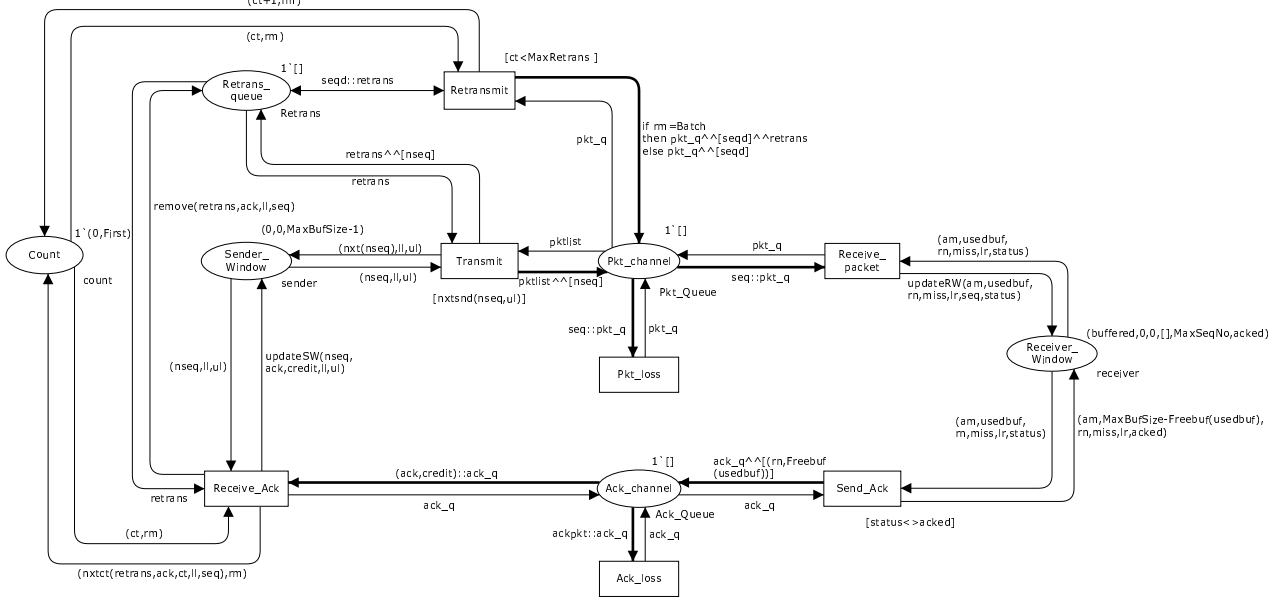 (ct+1,rm)
(ct,rm)
[ct<MaxRetrans ]
1`[]
Retrans_
queue
seqd::retrans
Retransmit
Retrans
if rm=Batch
then pkt_q^^[seqd]^^retrans
else pkt_q^^[seqd]
pkt_q
retrans^^[nseq]
retrans
remove(retrans,ack,ll,seq)
1`(0,First)
(0,0,MaxBufSize-1)
1`[]
Count
Sender_
Window
(nxt(nseq),ll,ul)
Transmit
pktlist
Pkt_channel
pkt_q
Receive_
packet
(am,usedbuf,
rn,miss,lr,status)
count
sender
(nseq,ll,ul)
pktlist^^[nseq]
seq::pkt_q
updateRW(am,usedbuf,
rn,miss,lr,seq,status)
[nxtsnd(nseq,ul)]
Pkt_Queue
seq::pkt_q
pkt_q
(buffered,0,0,[],MaxSeqNo,acked)
Receiver_
Window
receiver
(nseq,ll,ul)
updateSW(nseq,
ack,credit,ll,ul)
Pkt_loss
(am,usedbuf,
rn,miss,lr,status)
(am,MaxBufSize-Freebuf(usedbuf),
rn,miss,lr,acked)
1`[]
ack_q^^[(rn,Freebuf
(usedbuf))]
(ack,credit)::ack_q
Receive_Ack
Ack_channel
Send_Ack
retrans
ack_q
ack_q
Ack_Queue
[status<>acked]
(ct,rm)
ackpkt::ack_q
ack_q
(nxtct(retrans,ack,ct,ll,seq),rm)
Ack_loss